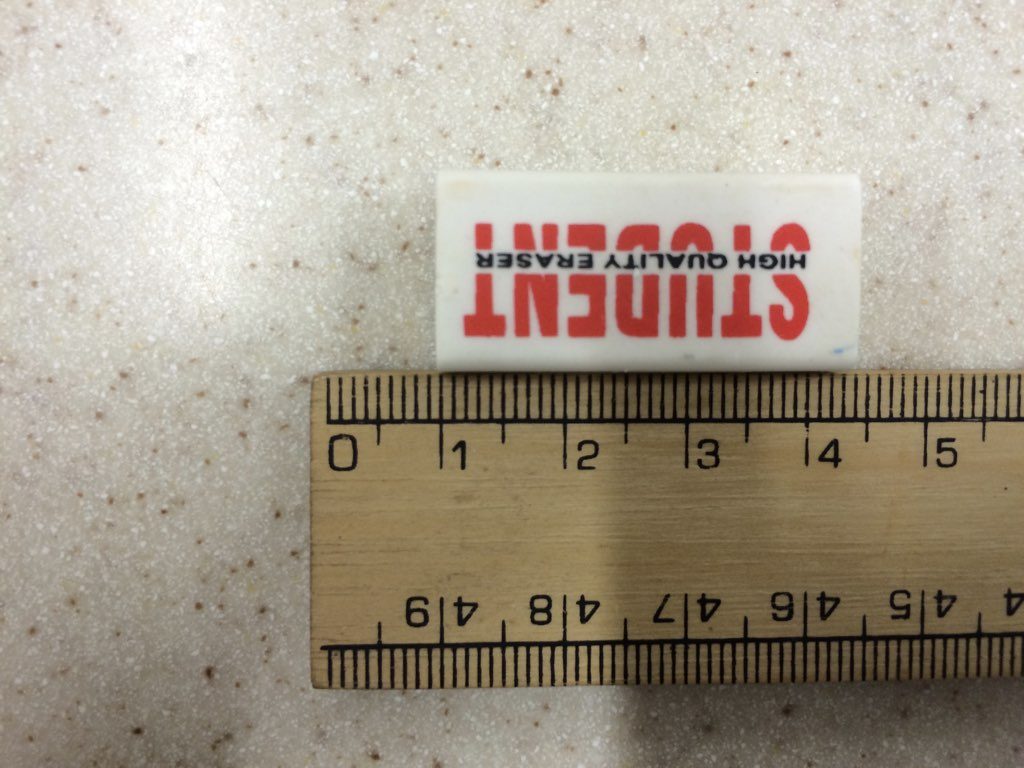 STUDENT
HIGH QUALITY ERASER
0 1 2 3 4 5
49 48 47 46 45 4